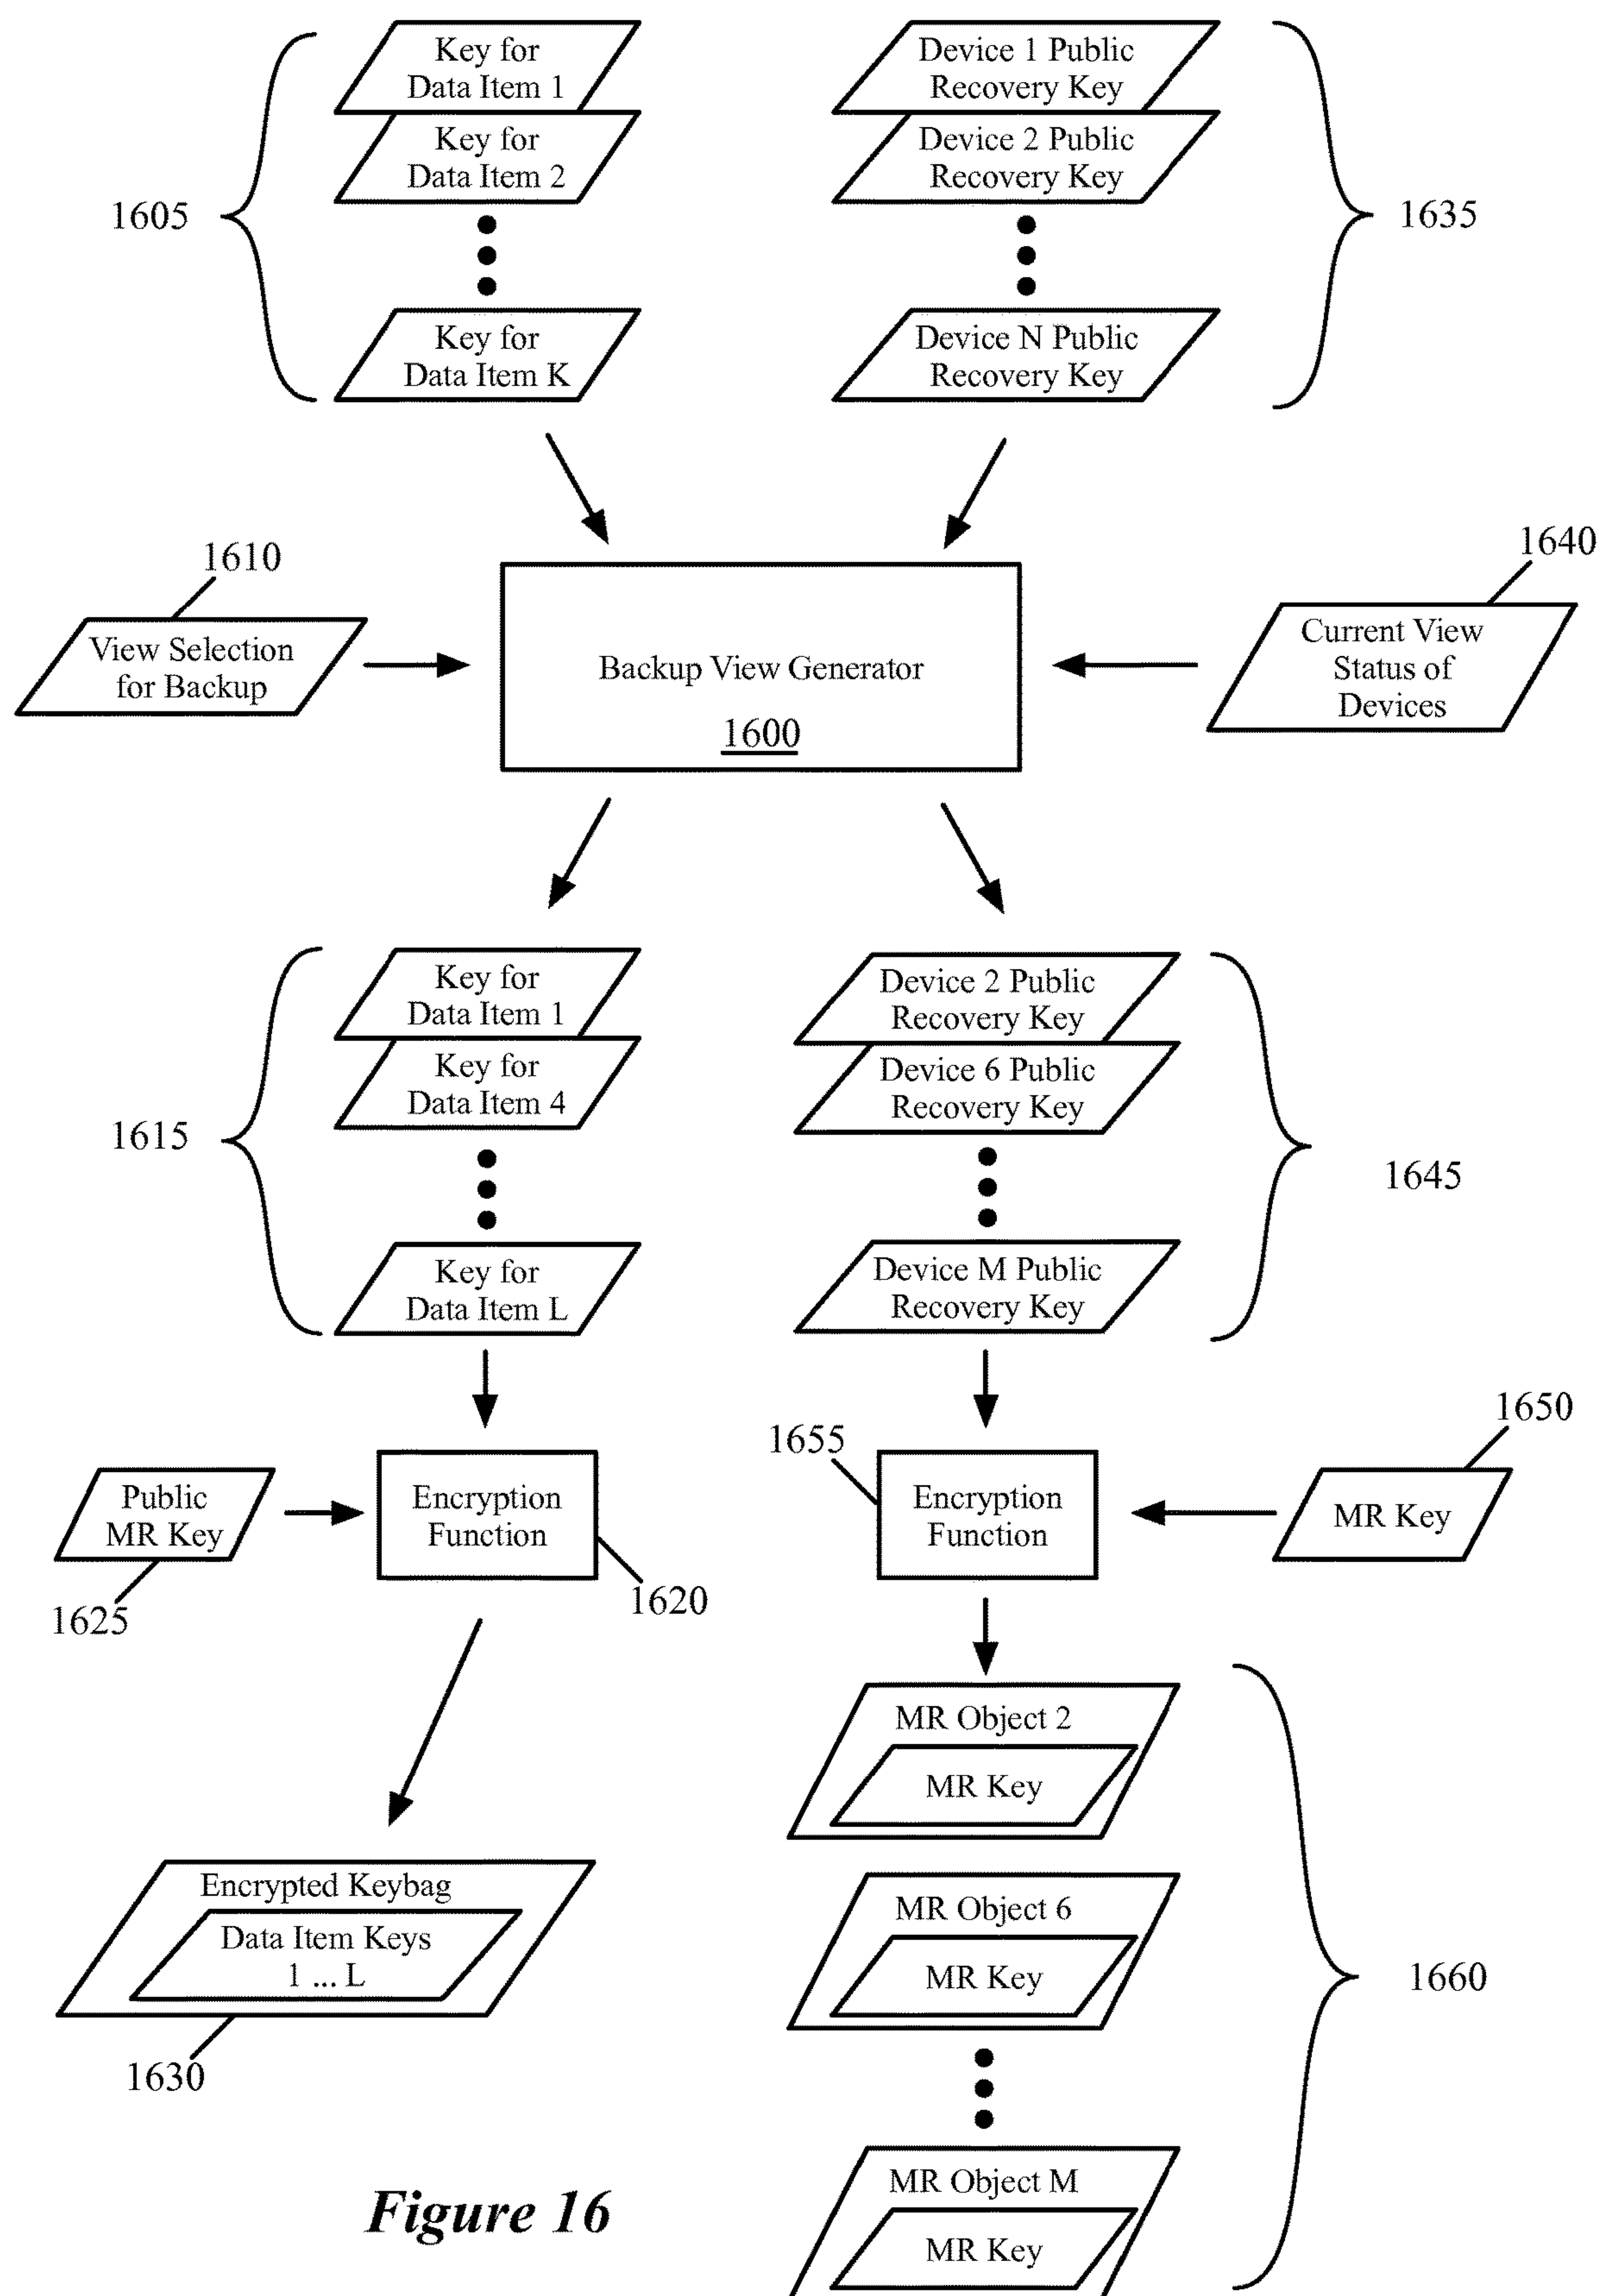 Key for
Data Item 1
Key for
Data Item 2
Key for
Data Item K
1605
Device 1 Public
Recovery Key
Device 2 Public
Recovery Key
Device N Public
Recovery Key
1635
1610
View Selection
for Backup
Backup View Generator
1600
1640
Current View
Status of
Devices
Key for
Data Item 1
Key for
Data Item 4
Key for
Data Item L
1615
Device 2 Public
Recovery Key
Device 6 Public
Recovery Key
Device M Public
Recovery Key
1645
Public
MR Key
1625
Encryption
Function
1620
1655
Encryption
Function
1650
MR Key
Encrypted Keybag
Data Item Keys
1 ... L
1630
MR Object 2
MR Key
MR Object 6
MR Key
MR Object M
MR Key
1660
Figure 16